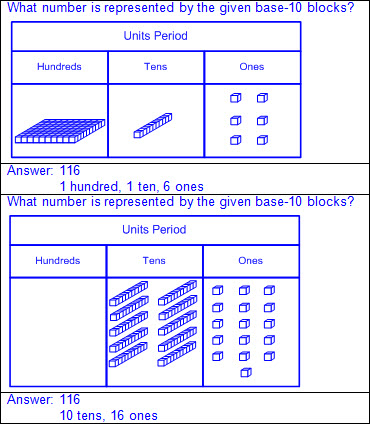 What number is represented by the given base-10 blocks?
Units Period
Hundreds Tens Ones
Answer: 116
1 hundred, 1 ten, 6 ones
What number is represented by the given base-10 blocks?
Units Period
Hundreds Tens Ones
Answer: 116
10 tens, 16 ones